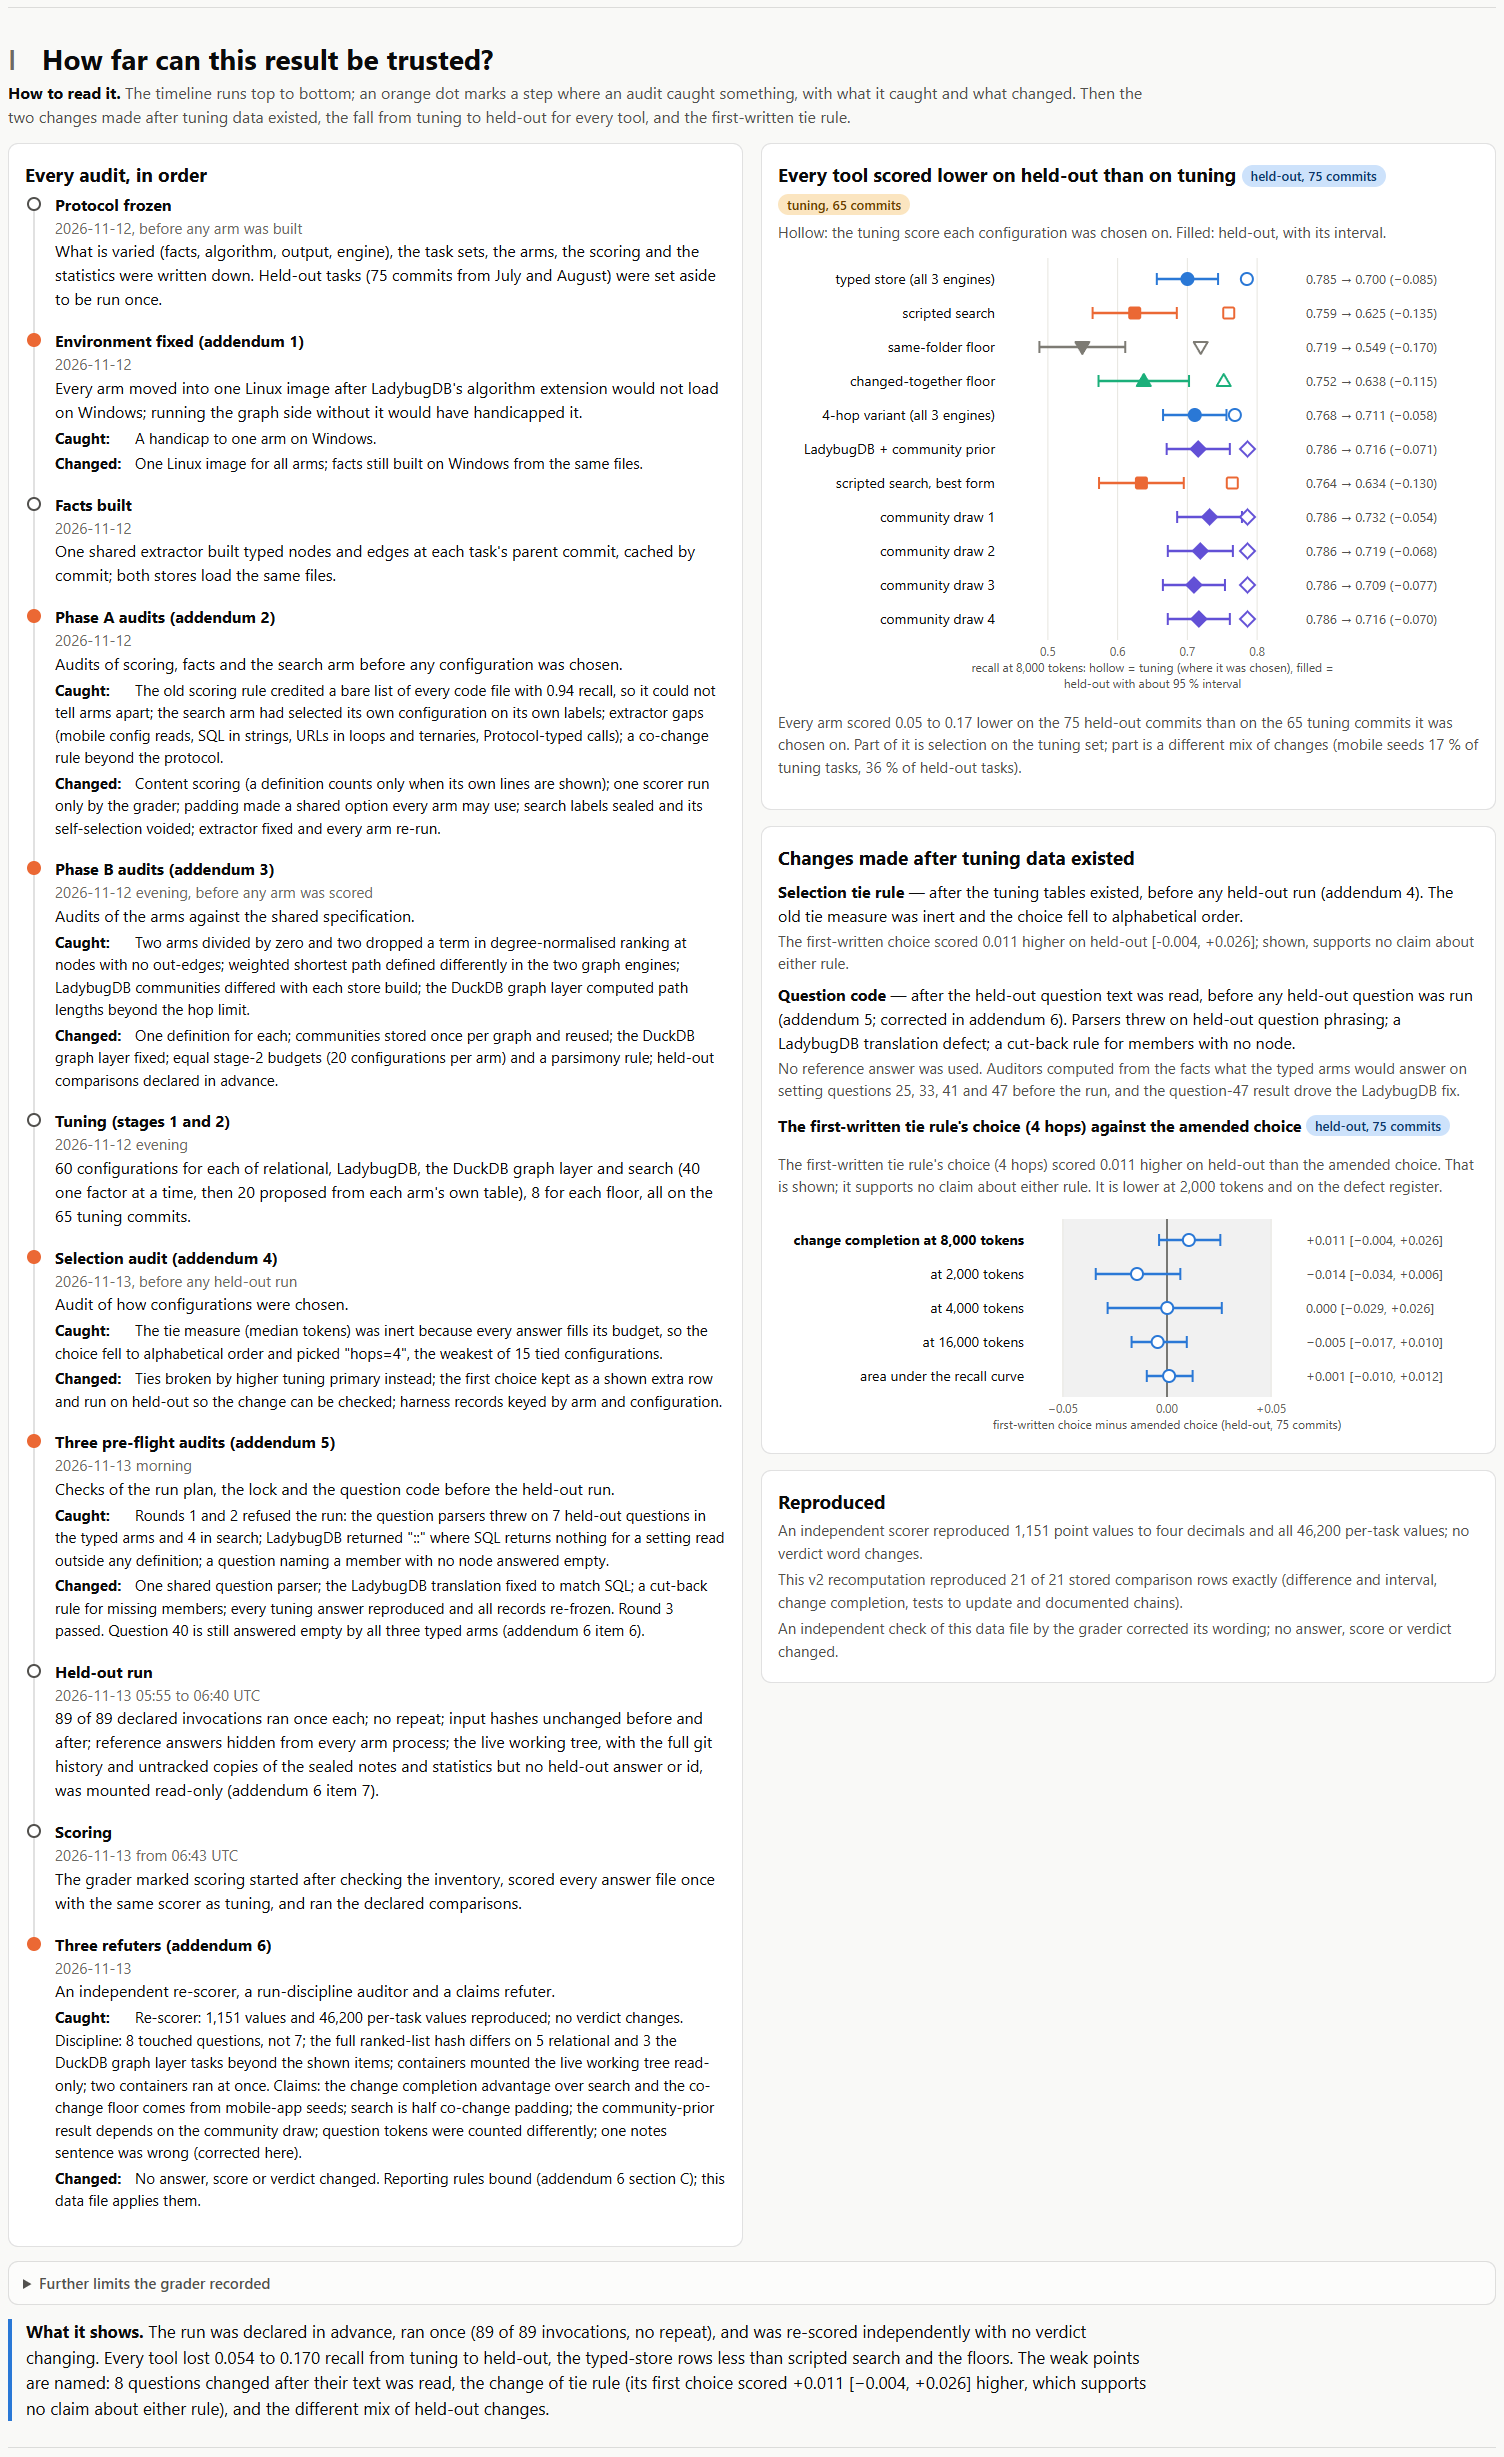 I How far can this result be trusted?
How to read it. The timeline runs top to bottom; an orange dot marks a step where an audit caught something, with what it caught and what changed. Then the
two changes made after tuning data existed, the fall from tuning to held-out for every tool, and the first-written tie rule.
Every audit, in order
Protocol frozen
2026-11-12, before any arm was built
What is varied (facts, algorithm, output, engine), the task sets, the arms, the scoring and the
statistics were written down. Held-out tasks (75 commits from July and August) were set aside
to be run once.
Environment fixed (addendum 1)
2026-11-12
Every arm moved into one Linux image after LadybugDB's algorithm extension would not load
on Windows; running the graph side without it would have handicapped it.
Caught: A handicap to one arm on Windows.
Changed: One Linux image for all arms; facts still built on Windows from the same files.
Facts built
2026-11-12
One shared extractor built typed nodes and edges at each task's parent commit, cached by
commit; both stores load the same files.
Phase A audits (addendum 2)
2026-11-12
Audits of scoring, facts and the search arm before any configuration was chosen.
Caught: The old scoring rule credited a bare list of every code file with 0.94 recall, so it could not
tell arms apart; the search arm had selected its own configuration on its own labels; extractor gaps
(mobile config reads, SQL in strings, URLs in loops and ternaries, Protocol-typed calls); a co-change
rule beyond the protocol.
Changed: Content scoring (a definition counts only when its own lines are shown); one scorer run
only by the grader; padding made a shared option every arm may use; search labels sealed and its
self-selection voided; extractor fixed and every arm re-run.
Phase B audits (addendum 3)
2026-11-12 evening, before any arm was scored
Audits of the arms against the shared specification.
Caught: Two arms divided by zero and two dropped a term in degree-normalised ranking at
nodes with no out-edges; weighted shortest path defined differently in the two graph engines;
LadybugDB communities differed with each store build; the DuckDB graph layer computed path
lengths beyond the hop limit.
Changed: One definition for each; communities stored once per graph and reused; the DuckDB
graph layer fixed; equal stage-2 budgets (20 configurations per arm) and a parsimony rule; held-out
comparisons declared in advance.
Tuning (stages 1 and 2)
2026-11-12 evening
60 configurations for each of relational, LadybugDB, the DuckDB graph layer and search (40
one factor at a time, then 20 proposed from each arm's own table), 8 for each floor, all on the
65 tuning commits.
Selection audit (addendum 4)
2026-11-13, before any held-out run
Audit of how configurations were chosen.
Caught: The tie measure (median tokens) was inert because every answer fills its budget, so the
choice fell to alphabetical order and picked "hops=4", the weakest of 15 tied configurations.
Changed: Ties broken by higher tuning primary instead; the first choice kept as a shown extra row
and run on held-out so the change can be checked; harness records keyed by arm and configuration.
Three pre-flight audits (addendum 5)
2026-11-13 morning
Checks of the run plan, the lock and the question code before the held-out run.
Caught: Rounds 1 and 2 refused the run: the question parsers threw on 7 held-out questions in
the typed arms and 4 in search; LadybugDB returned "::" where SQL returns nothing for a setting read
outside any definition; a question naming a member with no node answered empty.
Changed: One shared question parser; the LadybugDB translation fixed to match SQL; a cut-back
rule for missing members; every tuning answer reproduced and all records re-frozen. Round 3
passed. Question 40 is still answered empty by all three typed arms (addendum 6 item 6).
Held-out run
2026-11-13 05:55 to 06:40 UTC
89 of 89 declared invocations ran once each; no repeat; input hashes unchanged before and
after; reference answers hidden from every arm process; the live working tree, with the full git
history and untracked copies of the sealed notes and statistics but no held-out answer or id,
was mounted read-only (addendum 6 item 7).
Scoring
2026-11-13 from 06:43 UTC
The grader marked scoring started after checking the inventory, scored every answer file once
with the same scorer as tuning, and ran the declared comparisons.
Three refuters (addendum 6)
2026-11-13
An independent re-scorer, a run-discipline auditor and a claims refuter.
Caught: Re-scorer: 1,151 values and 46,200 per-task values reproduced; no verdict changes.
Discipline: 8 touched questions, not 7; the full ranked-list hash differs on 5 relational and 3 the
DuckDB graph layer tasks beyond the shown items; containers mounted the live working tree read-
only; two containers ran at once. Claims: the change completion advantage over search and the co-
change floor comes from mobile-app seeds; search is half co-change padding; the community-prior
result depends on the community draw; question tokens were counted differently; one notes
sentence was wrong (corrected here).
Changed: No answer, score or verdict changed. Reporting rules bound (addendum 6 section C); this
data file applies them.
Every tool scored lower on held-out than on tuning held-out, 75 commits
tuning, 65 commits
Hollow: the tuning score each configuration was chosen on. Filled: held-out, with its interval.
typed store (all 3 engines) 0.785 → 0.700 (−0.085)
scripted search 0.759 → 0.625 (−0.135)
same-folder floor 0.719 → 0.549 (−0.170)
changed-together floor 0.752 → 0.638 (−0.115)
4-hop variant (all 3 engines) 0.768 → 0.711 (−0.058)
LadybugDB + community prior 0.786 → 0.716 (−0.071)
scripted search, best form 0.764 → 0.634 (−0.130)
community draw 1 0.786 → 0.732 (−0.054)
community draw 2 0.786 → 0.719 (−0.068)
community draw 3 0.786 → 0.709 (−0.077)
community draw 4 0.786 → 0.716 (−0.070)
0.5 0.6 0.7 0.8
recall at 8,000 tokens: hollow = tuning (where it was chosen), filled =
held-out with about 95 % interval
Every arm scored 0.05 to 0.17 lower on the 75 held-out commits than on the 65 tuning commits it was
chosen on. Part of it is selection on the tuning set; part is a different mix of changes (mobile seeds 17 % of
tuning tasks, 36 % of held-out tasks).
Changes made after tuning data existed
Selection tie rule — after the tuning tables existed, before any held-out run (addendum 4). The
old tie measure was inert and the choice fell to alphabetical order.
The first-written choice scored 0.011 higher on held-out [-0.004, +0.026]; shown, supports no claim about
either rule.
Question code — after the held-out question text was read, before any held-out question was run
(addendum 5; corrected in addendum 6). Parsers threw on held-out question phrasing; a
LadybugDB translation defect; a cut-back rule for members with no node.
No reference answer was used. Auditors computed from the facts what the typed arms would answer on
setting questions 25, 33, 41 and 47 before the run, and the question-47 result drove the LadybugDB fix.
The first-written tie rule's choice (4 hops) against the amended choice held-out, 75 commits
The first-written tie rule's choice (4 hops) scored 0.011 higher on held-out than the amended choice. That
is shown; it supports no claim about either rule. It is lower at 2,000 tokens and on the defect register.
change completion at 8,000 tokens +0.011 [−0.004, +0.026]
at 2,000 tokens −0.014 [−0.034, +0.006]
at 4,000 tokens 0.000 [−0.029, +0.026]
at 16,000 tokens −0.005 [−0.017, +0.010]
area under the recall curve +0.001 [−0.010, +0.012]
−0.05 0.00 +0.05
first-written choice minus amended choice (held-out, 75 commits)
Reproduced
An independent scorer reproduced 1,151 point values to four decimals and all 46,200 per-task values; no
verdict word changes.
This v2 recomputation reproduced 21 of 21 stored comparison rows exactly (difference and interval,
change completion, tests to update and documented chains).
An independent check of this data file by the grader corrected its wording; no answer, score or verdict
changed.
▶ Further limits the grader recorded
What it shows. The run was declared in advance, ran once (89 of 89 invocations, no repeat), and was re-scored independently with no verdict
changing. Every tool lost 0.054 to 0.170 recall from tuning to held-out, the typed-store rows less than scripted search and the floors. The weak points
are named: 8 questions changed after their text was read, the change of tie rule (its first choice scored +0.011 [−0.004, +0.026] higher, which supports
no claim about either rule), and the different mix of held-out changes.